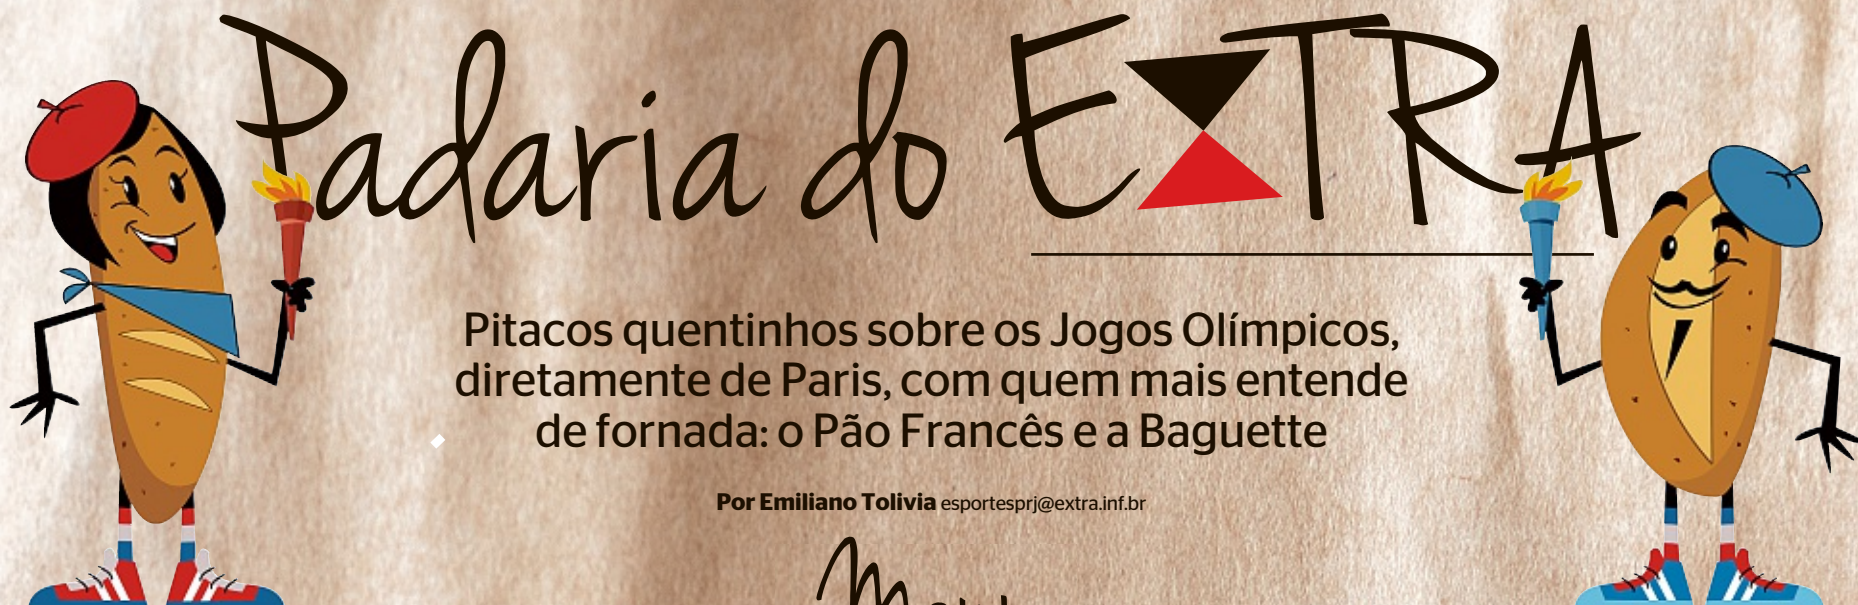 Padaria do EXTRA
Pitacos quentinhos sobre os Jogos Olímpicos,
diretamente de Paris, com quem mais entende
de fornada: o Pão Francês e a Baguette
Por Emiliano Tolivia esportesprj@extra.inf.br